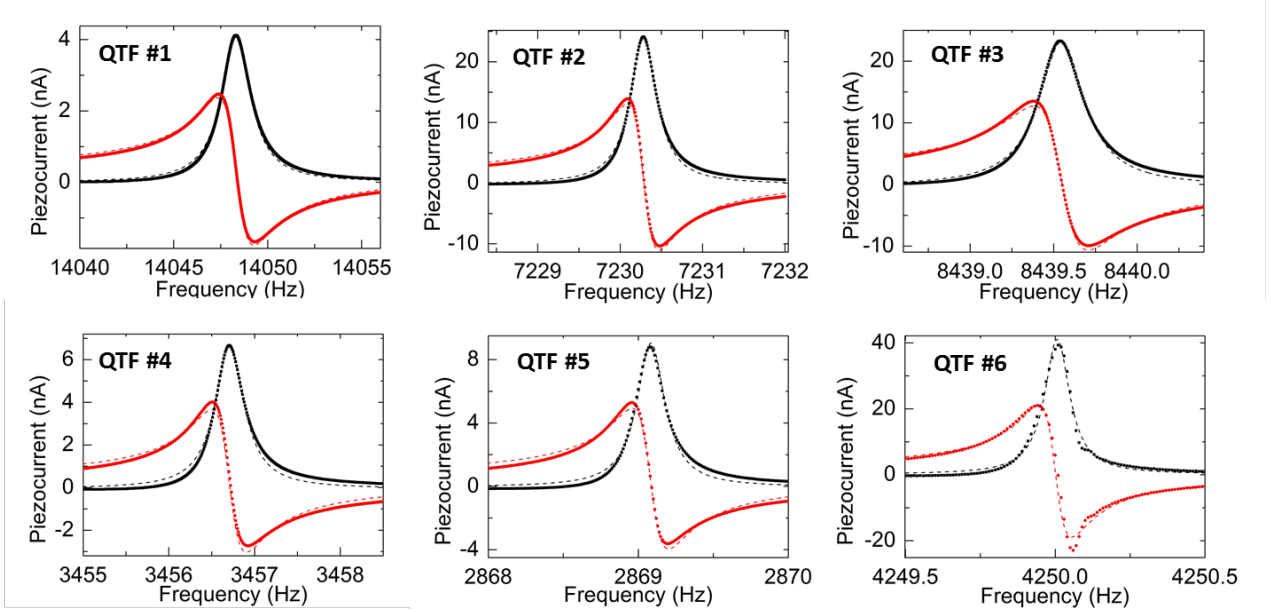 QTF #1
Piezocurrent (nA)
4
2
0
14040 14045 14050 14055
Frequency (Hz)
QTF #2
Piezocurrent (nA)
20
10
0
-10
7229 7230 7231 7232
Frequency (Hz)
QTF #3
Piezocurrent (nA)
20
10
0
-10
8439.0 8439.5 8440.0
Frequency (Hz)
QTF #4
Piezocurrent (nA)
6
4
2
0
-2
3455 3456 3457 3458
Frequency (Hz)
QTF #5
Piezocurrent (nA)
8
4
0
-4
2868 2869 2870
Frequency (Hz)
QTF #6
Piezocurrent (nA)
40
20
0
-20
4249.5 4250.0 4250.5
Frequency (Hz)